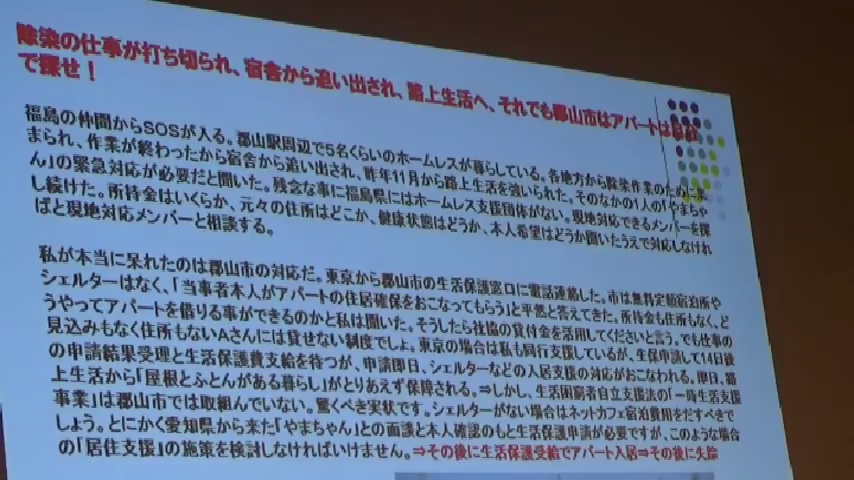 除染の仕事が打ち切られ、宿舎から追い出され、路上生活へ、それでも郡山市はアパートは自分
で探せ！
福島の仲間からSOSが入る。郡山駅周辺で5名くらいのホームレスが暮らしている。各地方から除染作業のために集
まられ、作業が終わったから宿舎から追い出され、昨年11月から路上生活を強いられた。そのなかの1人の「やまちゃ
ん」の緊急対応が必要だと聞いた。残念な事に福島県にはホームレス支援団体がない。現地対応できるメンバーを探
し続けた。所持金はいくらか、元々の住所はどこか、健康状態はどうか、本人希望はどうか聞いたうえで対応しなけれ
ばと現地対応メンバーと相談する。
私が本当に呆れたのは郡山市の対応だ。東京から郡山市の生活保護窓口に電話連絡した。市は無料定額宿泊所や
シェルターはなく、「当事者本人がアパートの住居確保をおこなってもらう」と平然と答えてきた。所持金も住所もなく、ど
うやってアパートを借りる事ができるのかと私は聞いた。そうしたら社協の貸付金を活用してくださいと言う。でも仕事の
見込みもなく住所もないAさんには貸せない制度でしょ。東京の場合は私も同行支援しているが、生保申請して14日後
の申請結果受理と生活保護費支給を待つが、申請即日、シェルターなどの入居支援の対応がおこなわれる。即日、路
上生活から「屋根とふとんがある暮らし」がとりあえず保障される。⇒しかし、生活困窮者自立支援法の「一時生活支援
事業」は郡山市では取組んでいない。驚くべき実状です。シェルターがない場合はネットカフェ宿泊費用をだすべきで
しょう。とにかく愛知県から来た「やまちゃん」との面談と本人確認のもと生活保護申請が必要ですが、このような場合
の「居住支援」の施策を検討しなければいけません。⇒その後に生活保護受給でアパート入居⇒その後に失踪